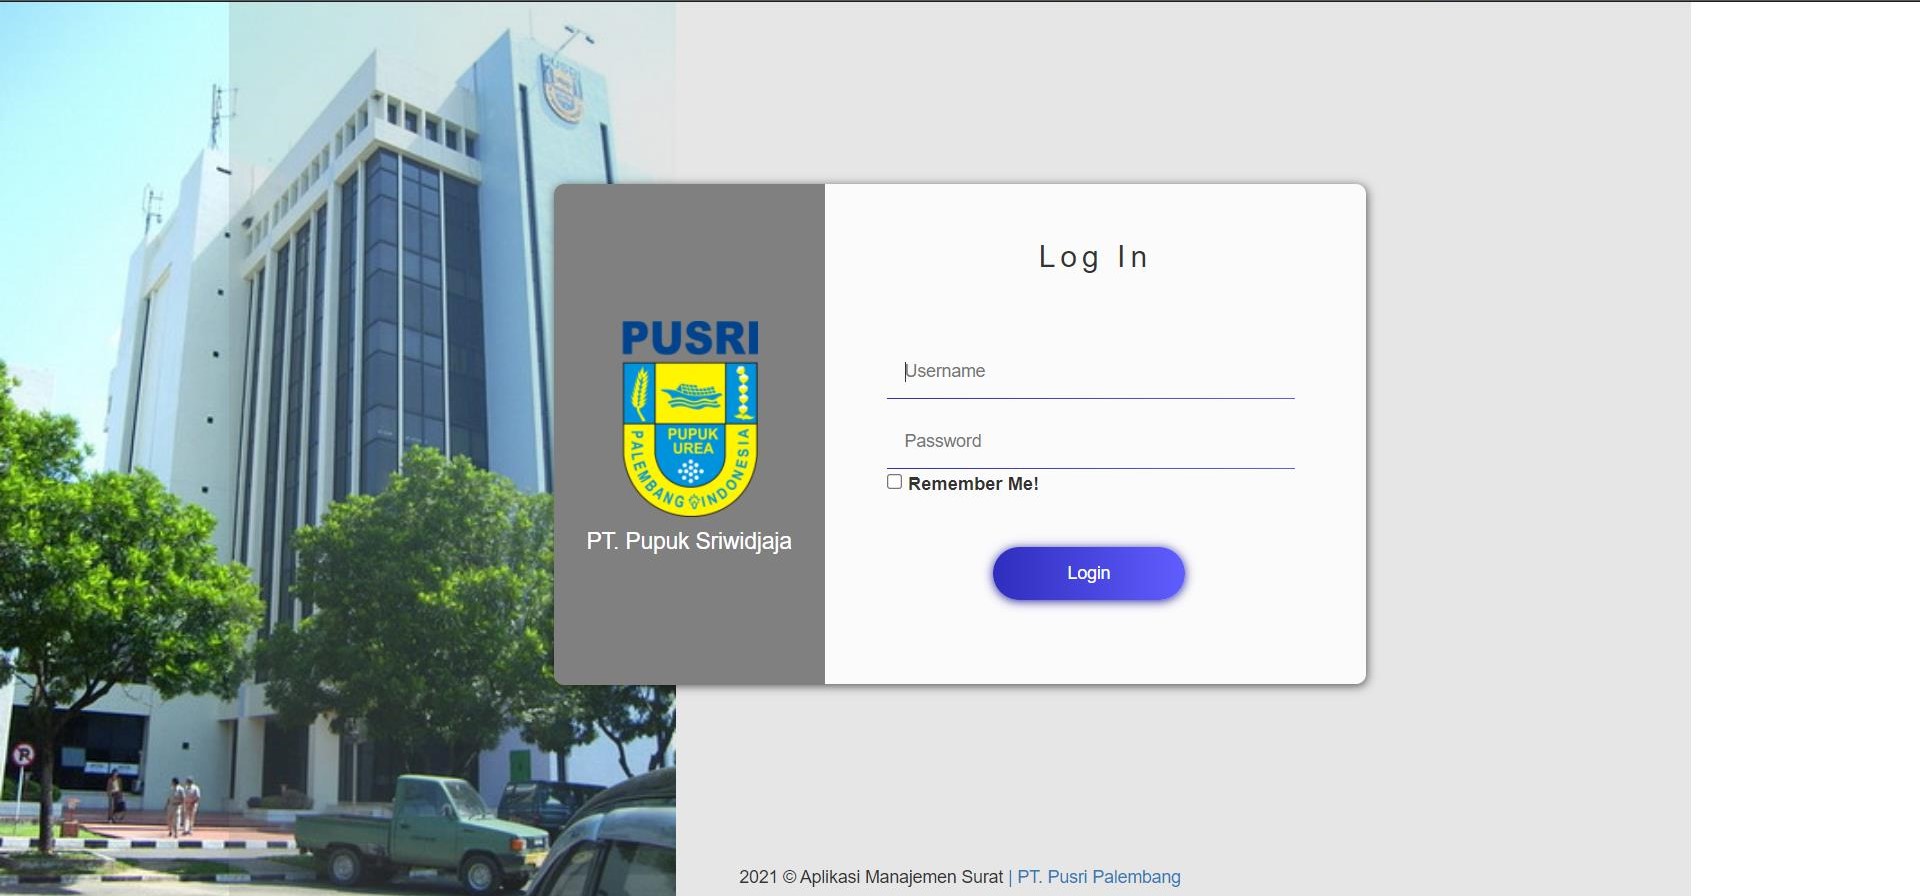 PUSRI
Log In
Username
Password
Remember Me!
Login
PUSRI
PUPUK
UREA
PALEMBANG INDONESIA
PT. Pupuk Sriwidjaja
R
2021 © Aplikasi Manajemen Surat | PT. Pusri Palembang